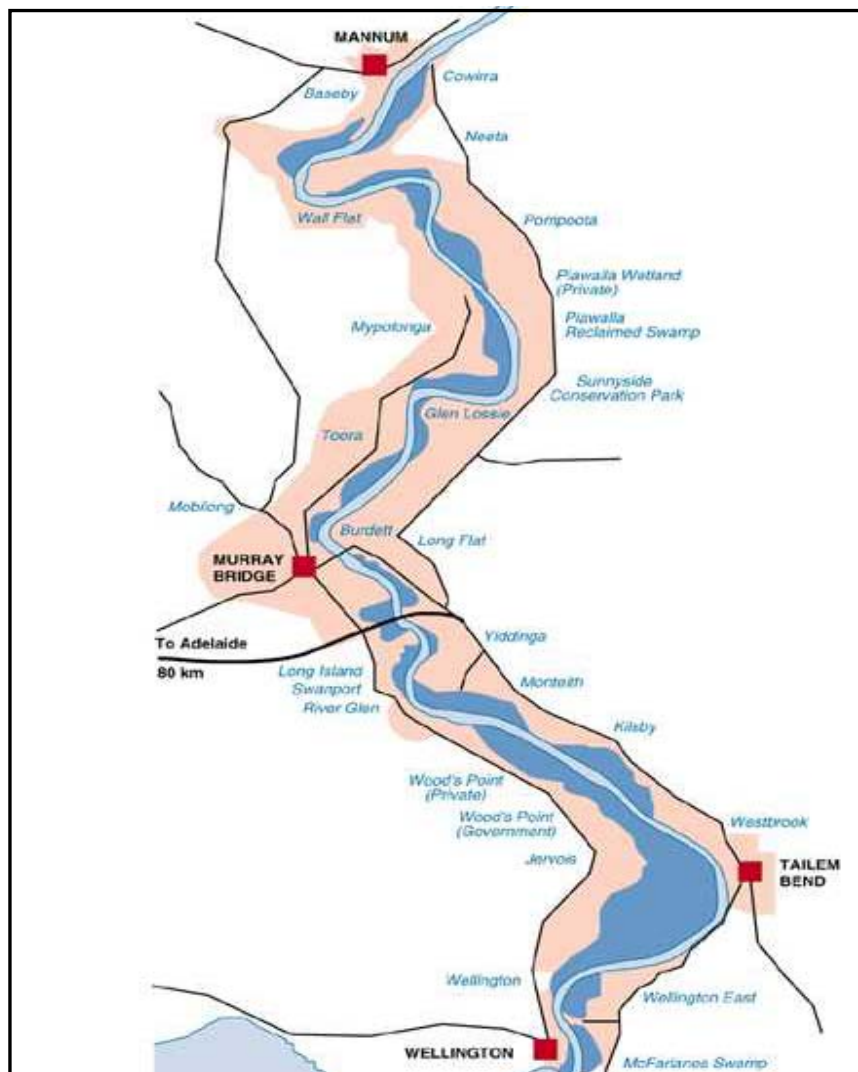 MANNUM
Cowirra
Baseby
Neeta
Wall Flat
Pompoota
Piawalla Wetland
(Private)
Mypolonga
Piawalla
Reclaimed Swamp
Sunnyside
Conservation Park
Glen Lossie
Toora
Mobilong
Burdett
Long Flat
MURRAY
BRIDGE
To Adelaide
80 km
Yiddinga
Long Island
Swanport
River Glen
Monteith
Kilsby
Wood's Point
(Private)
Wood's Point
(Government)
Westbrook
Jervois
TAILEM
BEND
Wellington
Wellington East
WELLINGTON
McFarlanes Swamp